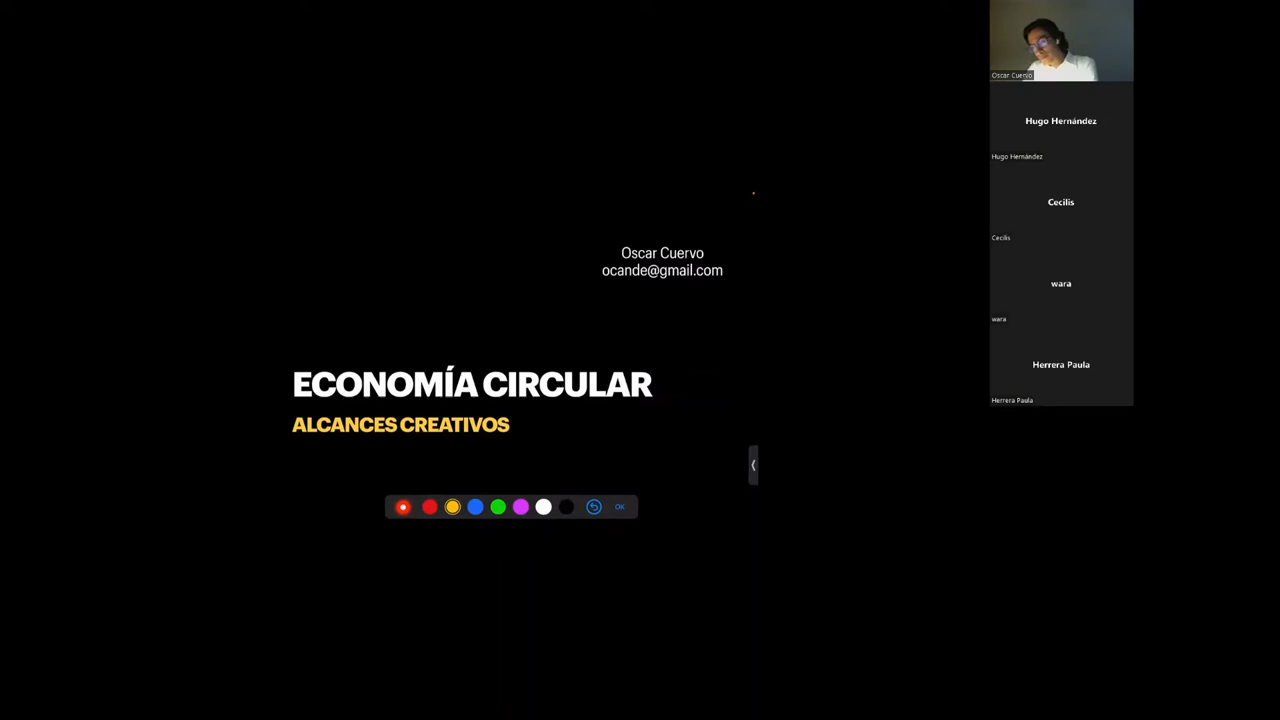 Oscar Cuervo
ocande@gmail.com
ECONOMÍA CIRCULAR
ALCANCES CREATIVOS
OK
Oscar Cuervo
Hugo Hernández
Hugo Hernández
Cecilis
Cecilis
wara
wara
Herrera Paula
Herrera Paula